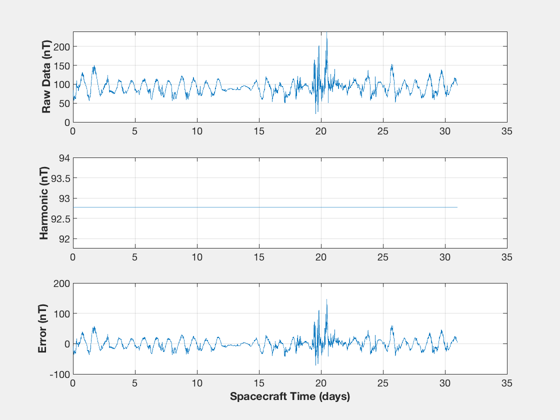 Raw Data (nT)
200
150
100
50
0
0 5 10 15 20 25 30 35
Harmonic (nT)
94
93.5
93
92.5
92
0 5 10 15 20 25 30 35
Error (nT)
200
100
0
-100
0 5 10 15 20 25 30 35
Spacecraft Time (days)